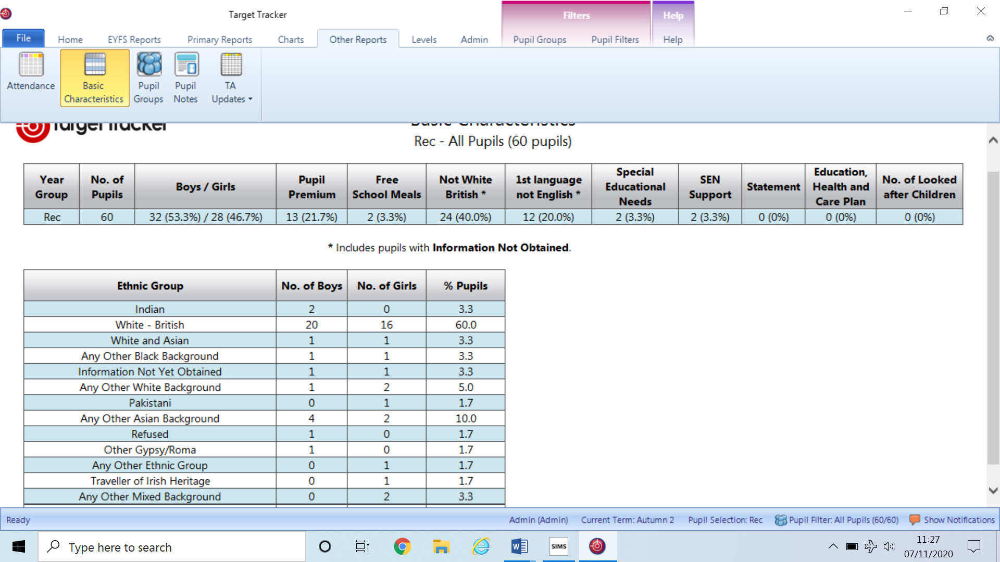 Target Tracker
Filters
Help
File Home EYFS Reports Primary Reports Charts Other Reports Levels Admin Pupil Groups Pupil Filters Help
Attendance
Basic Characteristics
Pupil Groups
Pupil Notes
TA Updates
Target Tracker
Basic Characteristics
Rec - All Pupils (60 pupils)
Year Group | No. of Pupils | Boys / Girls | Pupil Premium | Free School Meals | Not White British * | 1st language not English * | Special Educational Needs | SEN Support | Statement | Education, Health and Care Plan | No. of Looked after Children
Rec | 60 | 32 (53.3%) / 28 (46.7%) | 13 (21.7%) | 2 (3.3%) | 24 (40.0%) | 12 (20.0%) | 2 (3.3%) | 2 (3.3%) | 0 (0%) | 0 (0%) | 0 (0%)
* Includes pupils with Information Not Obtained.
Ethnic Group | No. of Boys | No. of Girls | % Pupils
Indian | 2 | 0 | 3.3
White - British | 20 | 16 | 60.0
White and Asian | 1 | 1 | 3.3
Any Other Black Background | 1 | 1 | 3.3
Information Not Yet Obtained | 1 | 1 | 3.3
Any Other White Background | 1 | 2 | 5.0
Pakistani | 0 | 1 | 1.7
Any Other Asian Background | 4 | 2 | 10.0
Refused | 1 | 0 | 1.7
Other Gypsy/Roma | 1 | 0 | 1.7
Any Other Ethnic Group | 0 | 1 | 1.7
Traveller of Irish Heritage | 0 | 1 | 1.7
Any Other Mixed Background | 0 | 2 | 3.3
Ready Admin (Admin) Current Term: Autumn 2 Pupil Selection: Rec Pupil Filter: All Pupils (60/60) Show Notifications
Type here to search
W
SIMS
11:27
07/11/2020